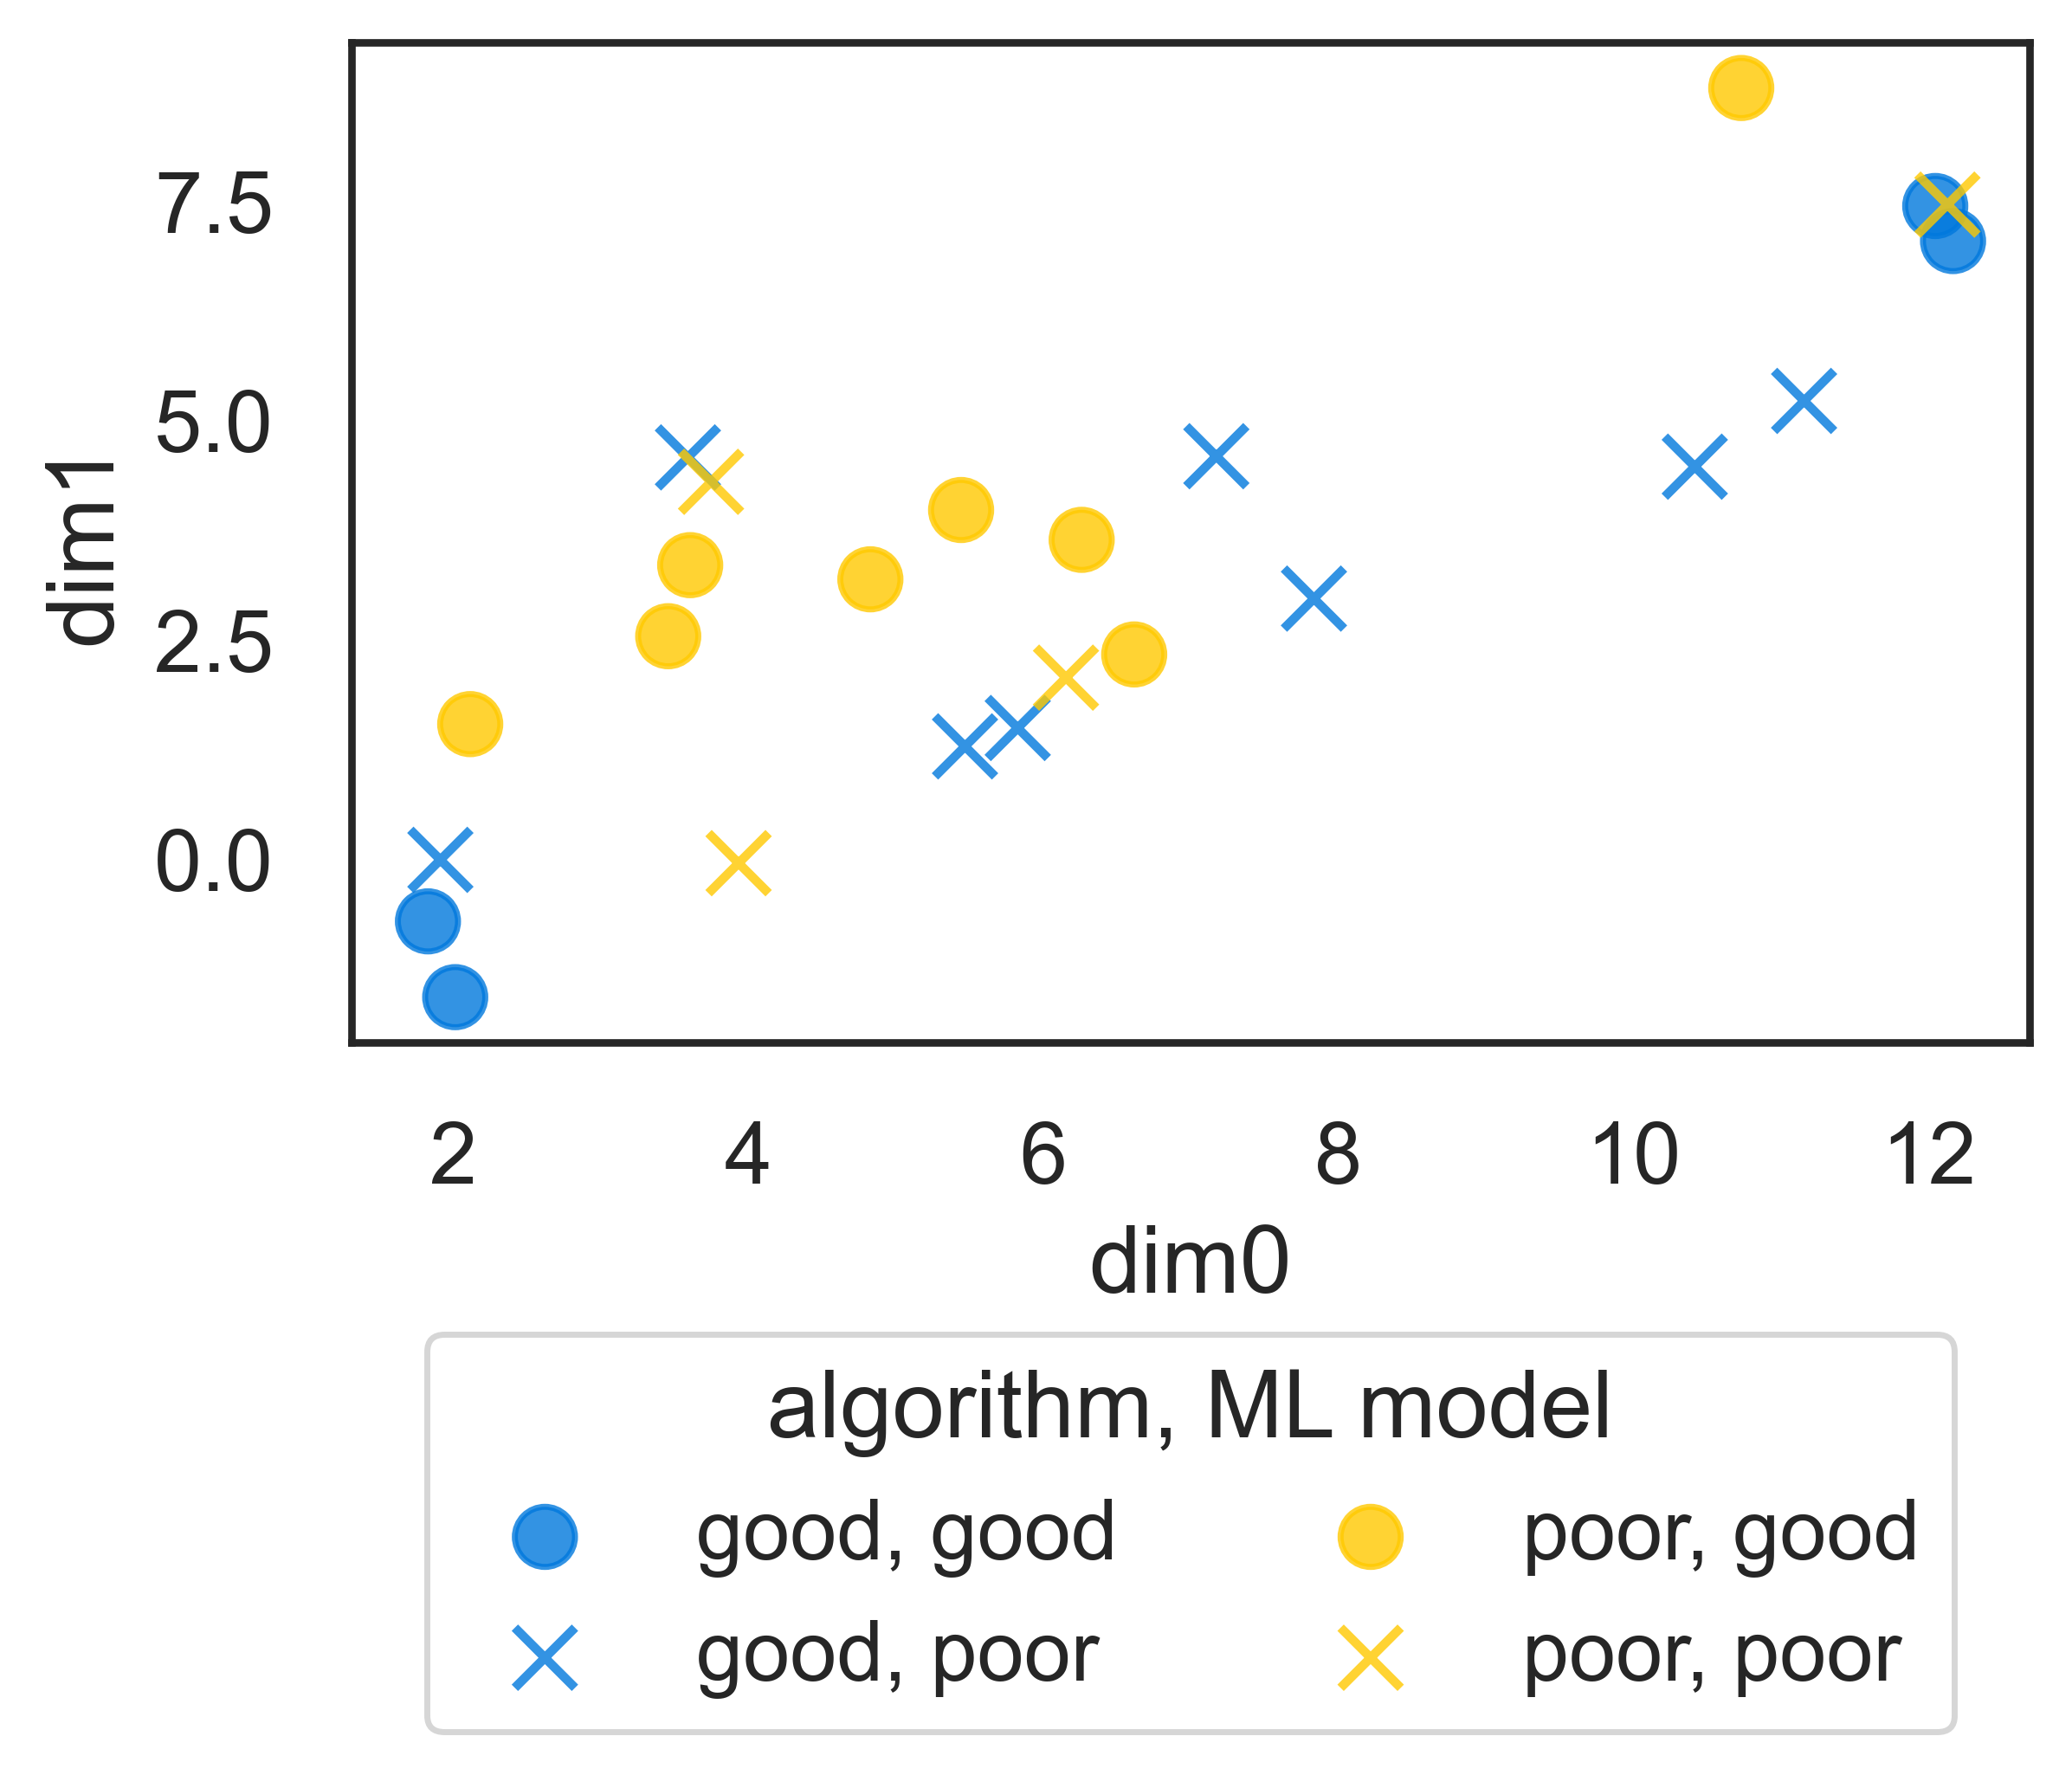 7.5
5.0
2.5
0.0
dim1
2 4 6 8 10 12
dim0
algorithm, ML model
good, good poor, good
good, poor poor, poor